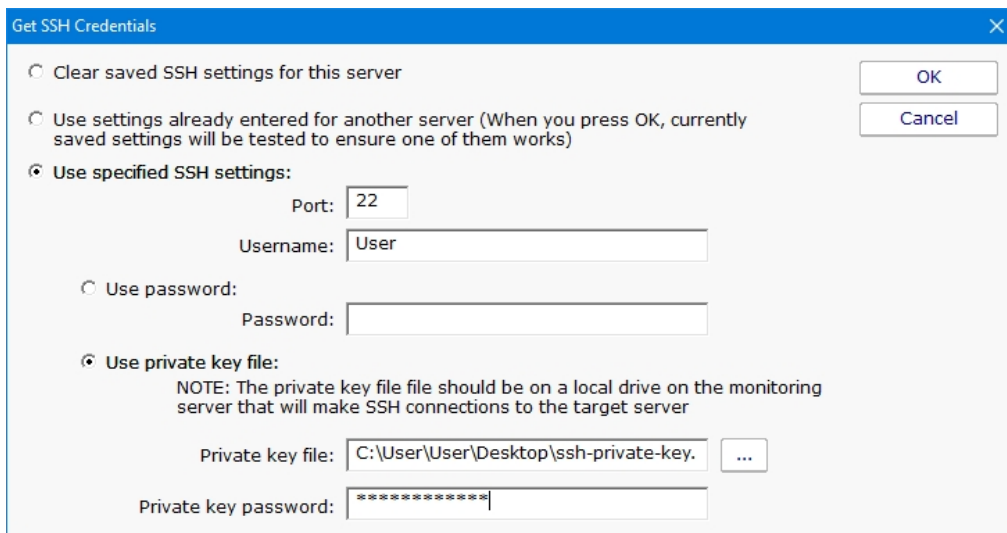 Get SSH Credentials
Clear saved SSH settings for this server
OK
Use settings already entered for another server (When you press OK, currently
saved settings will be tested to ensure one of them works)
Cancel
Use specified SSH settings:
Port: 22
Username: User
Use password:
Password:
Use private key file:
NOTE: The private key file file should be on a local drive on the monitoring
server that will make SSH connections to the target server
Private key file: C:\User\User\Desktop\ssh-private-key. ...
Private key password: ************